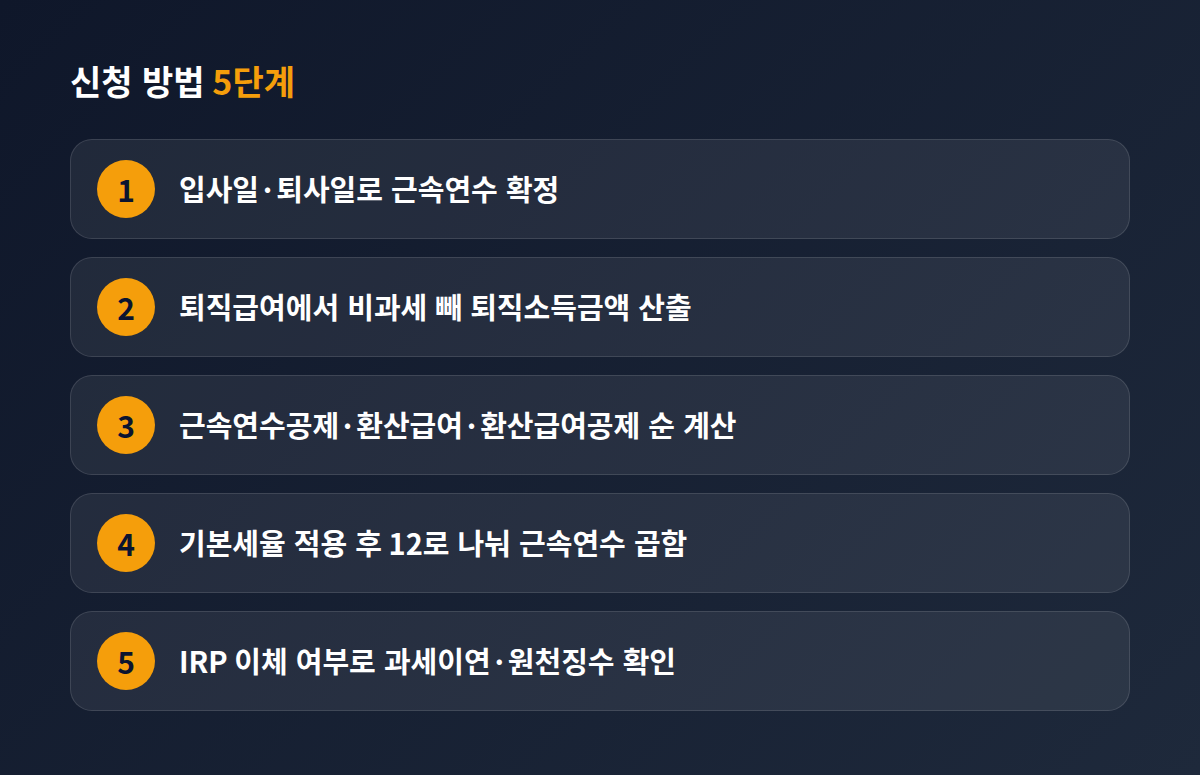 신청 방법 5단계
1 입사일·퇴사일로 근속연수 확정
2 퇴직급여에서 비과세 빼 퇴직소득금액 산출
3 근속연수공제·환산급여·환산급여공제 순 계산
4 기본세율 적용 후 12로 나눠 근속연수 곱함
5 IRP 이체 여부로 과세이연·원천징수 확인